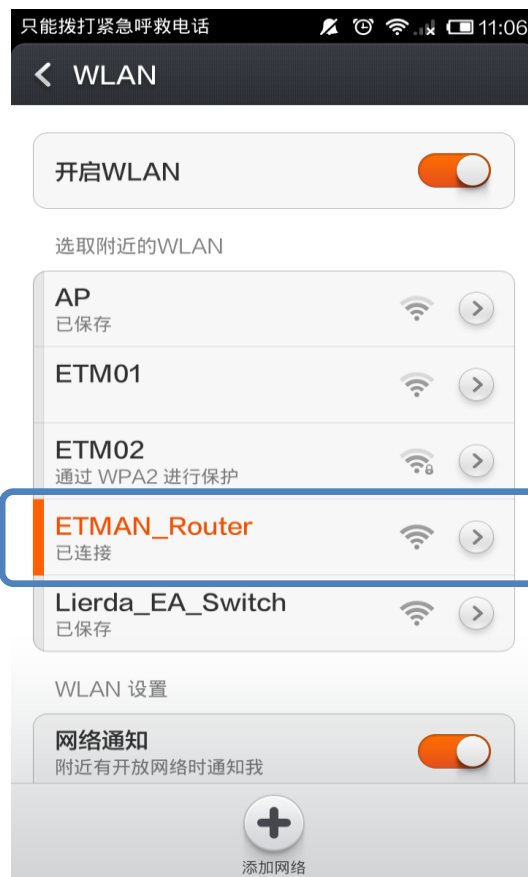 只能拨打紧急呼救电话 11:06
WLAN
开启WLAN
选取附近的WLAN
AP
已保存
ETM01
ETM02
通过 WPA2 进行保护
ETMAN_Router
已连接
Lierda_EA_Switch
已保存
WLAN 设置
网络通知
附近有开放网络时通知我
添加网络